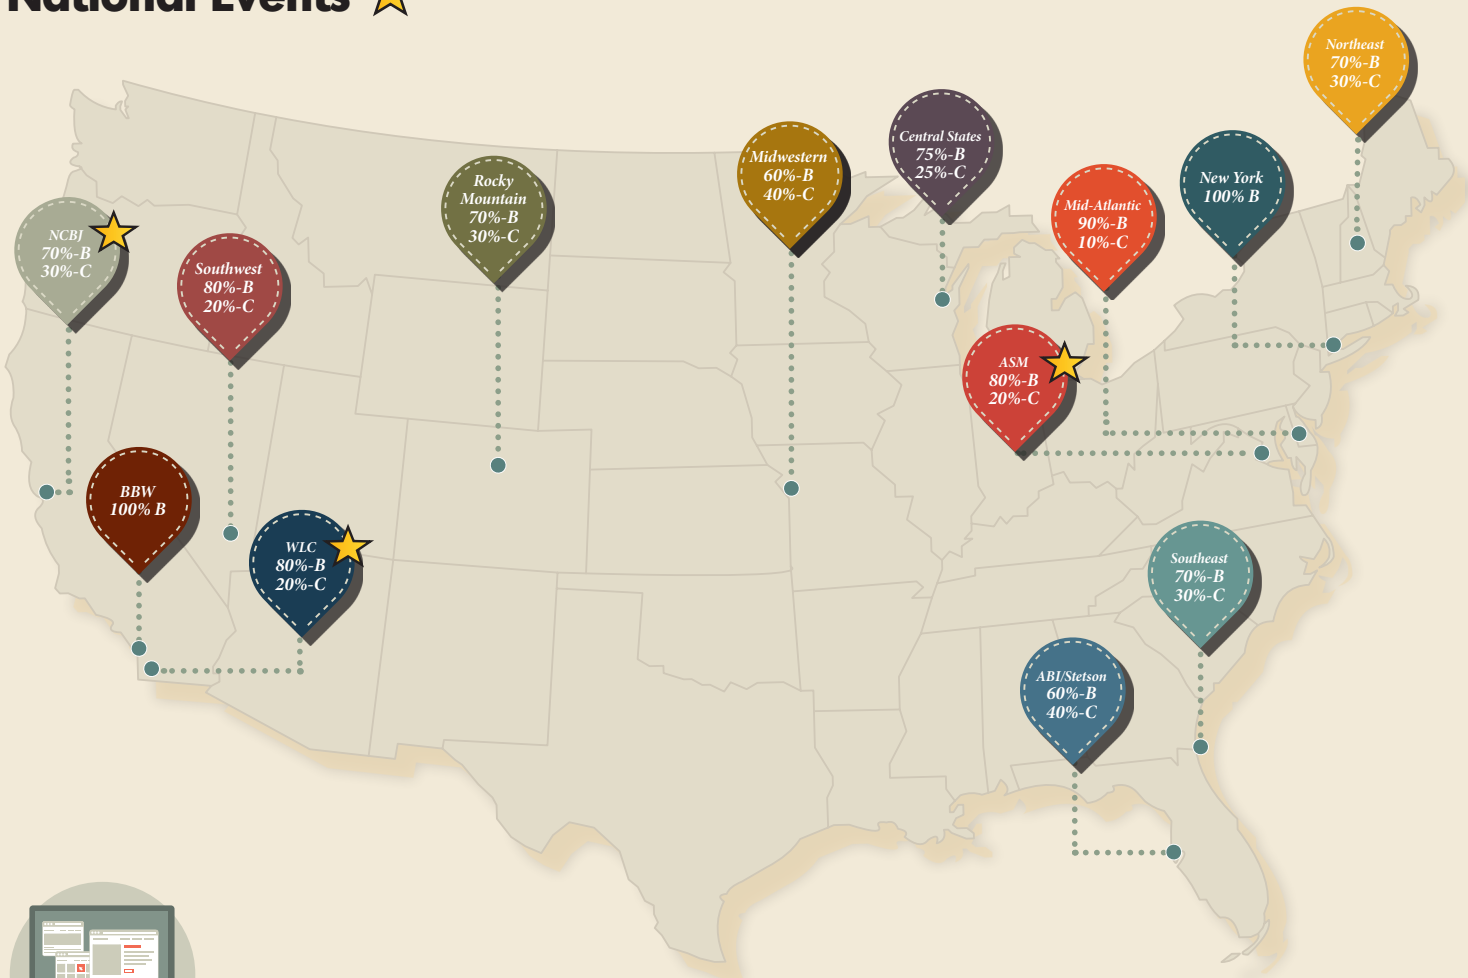 National Events
Northeast
70%-B
30%-C
Central States
75%-B
25%-C
Midwestern
60%-B
40%-C
New York
100% B
Rocky
Mountain
70%-B
30%-C
Mid-Atlantic
90%-B
10%-C
NCBJ
70%-B
30%-C
Southwest
80%-B
20%-C
ASM
80%-B
20%-C
BBW
100% B
WLC
80%-B
20%-C
Southeast
70%-B
30%-C
ABI/Stetson
60%-B
40%-C